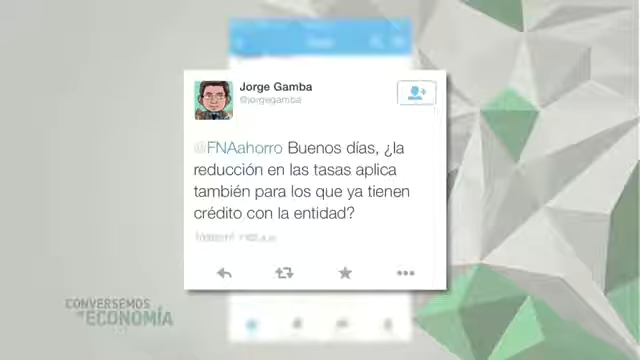 Jorge Gamba
@jorgegamba
@FNAahorro Buenos días, ¿la
reducción en las tasas aplica
también para los que ya tienen
crédito con la entidad?
CONVERSEMOS
DE ECONOMÍA